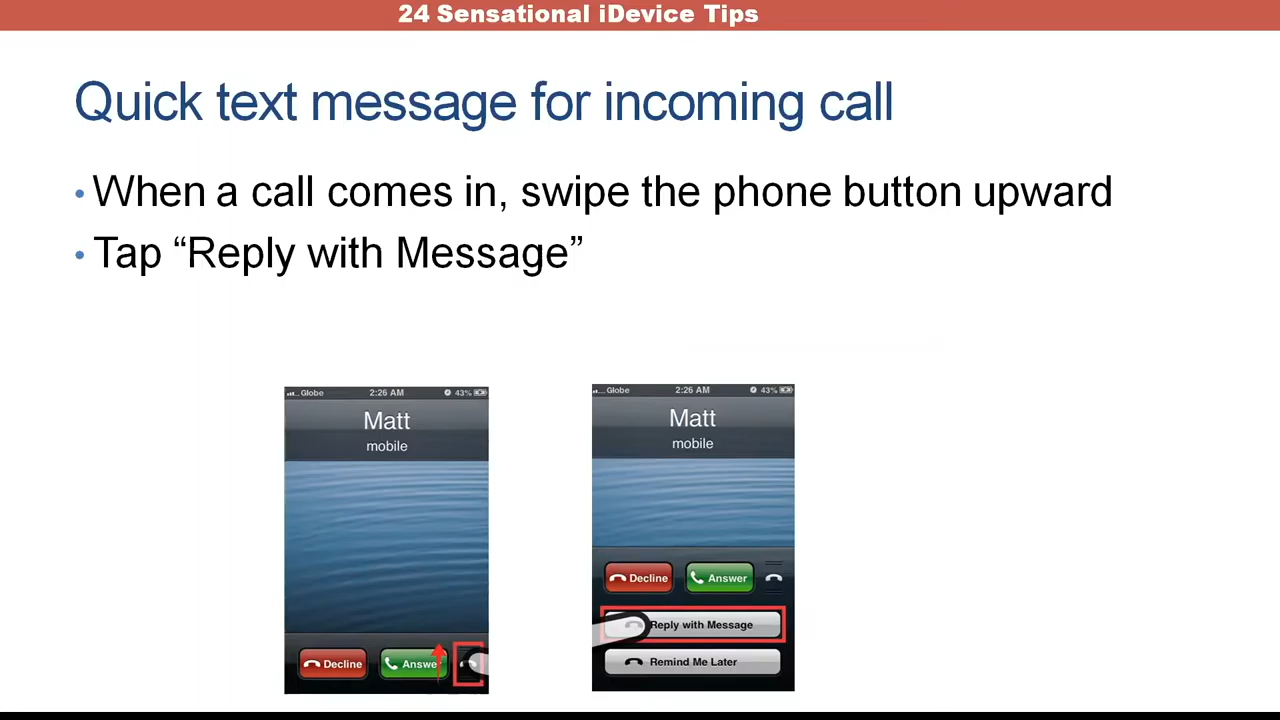 24 Sensational iDevice Tips
Quick text message for incoming call
• When a call comes in, swipe the phone button upward
• Tap “Reply with Message”
Globe 2:26 AM 43%
Matt
mobile
Decline Answer
Globe 2:26 AM 43%
Matt
mobile
Decline Answer
Reply with Message
Remind Me Later